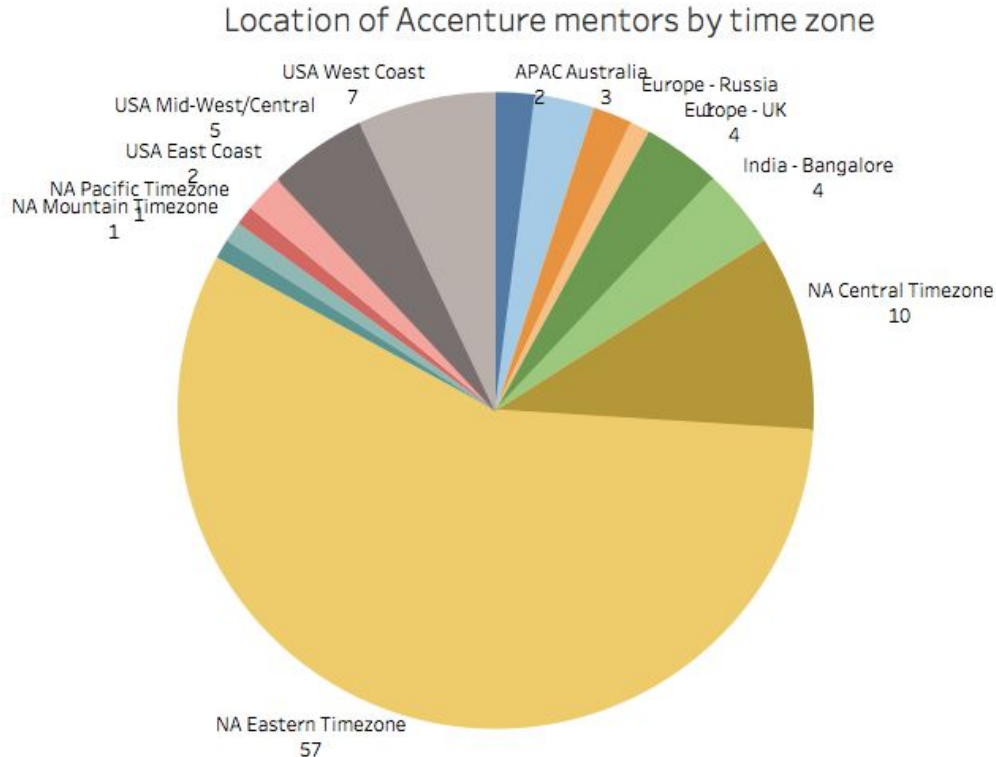 Location of Accenture mentors by time zone
USA West Coast
7
APAC Australia
2
3
Europe - Russia
1
Europe - UK
4
USA Mid-West/Central
5
USA East Coast
2
India - Bangalore
4
NA Pacific Timezone
1
NA Mountain Timezone
1
NA Central Timezone
10
NA Eastern Timezone
57